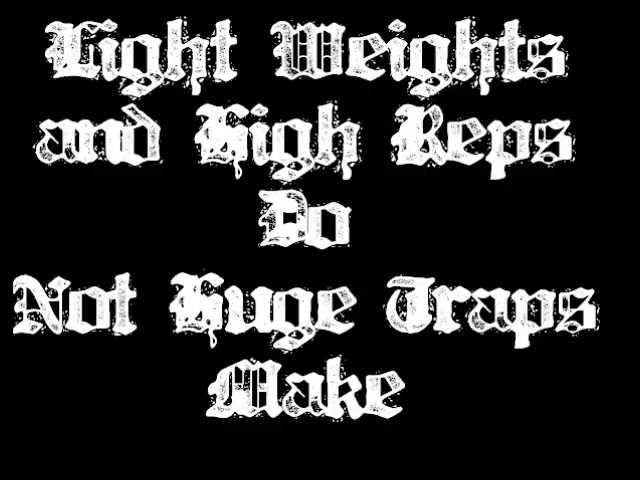 Light Weights
and High Reps
Do
Not Huge Traps
Make